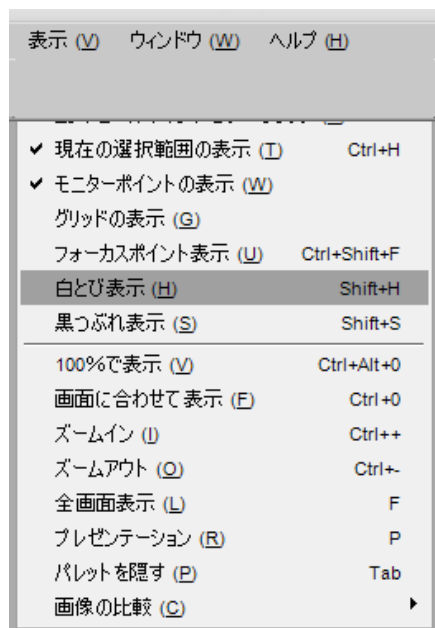 表示 (V) ウィンドウ (W) ヘルプ (H)
✔ 現在の選択範囲の表示 (T) Ctrl+H
✔ モニターポイントの表示 (W)
グリッドの表示 (G)
フォーカスポイント表示 (U) Ctrl+Shift+F
白とび表示 (H) Shift+H
黒つぶれ表示 (S) Shift+S
100%で表示 (V) Ctrl+Alt+0
画面に合わせて表示 (F) Ctrl+0
ズームイン (I) Ctrl++
ズームアウト (O) Ctrl+-
全画面表示 (L) F
プレゼンテーション (R) P
パレットを隠す (P) Tab
画像の比較 (C)